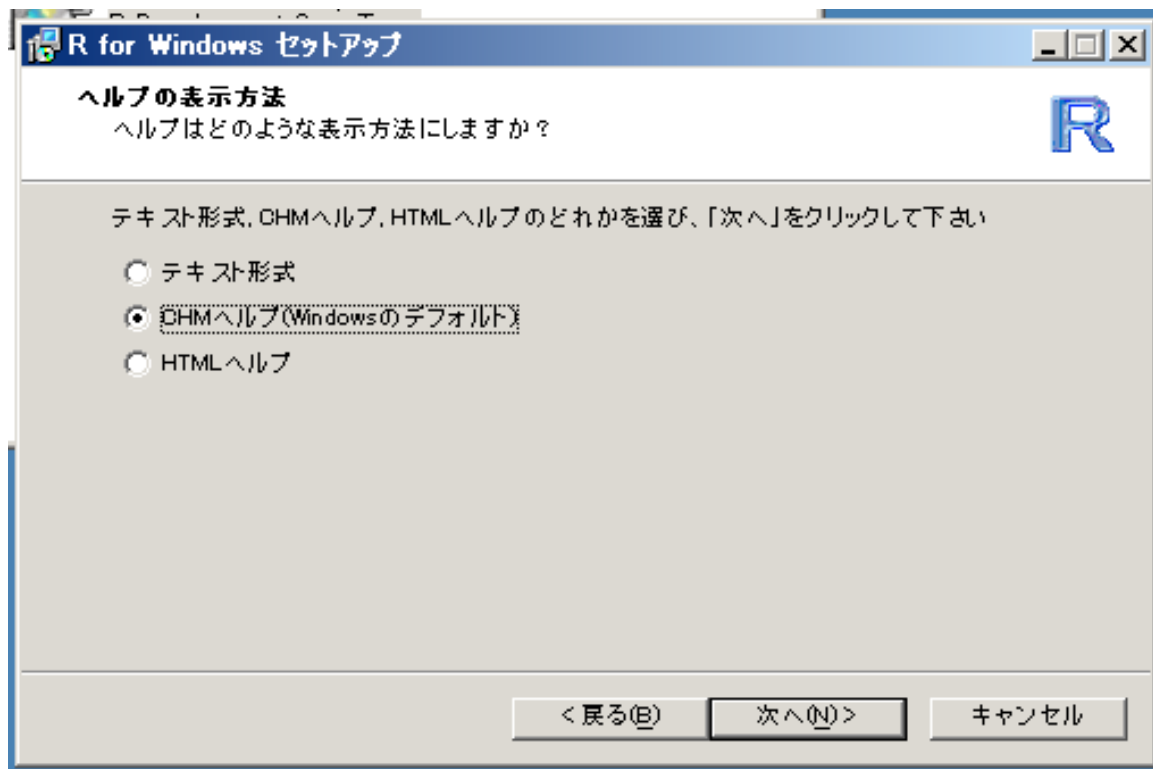 R for Windows セットアップ
ヘルプの表示方法
ヘルプはどのような表示方法にしますか？
R
テキスト形式, CHMヘルプ, HTMLヘルプのどれかを選び、「次へ」をクリックして下さい
テキスト形式
CHMヘルプ(Windowsのデフォルト)
HTMLヘルプ
< 戻る(B)
次へ(N) >
キャンセル